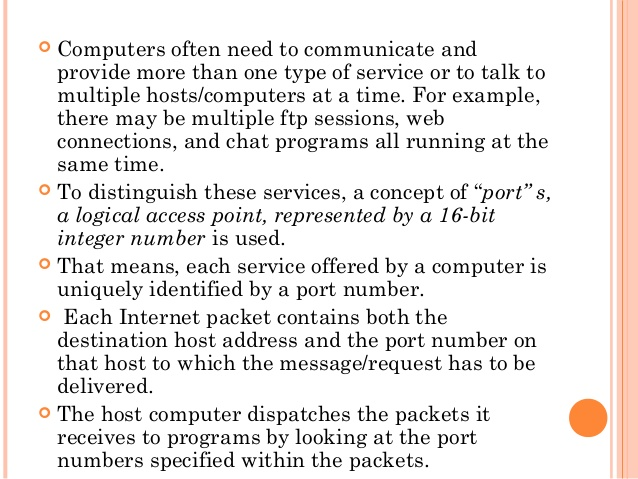 Computers often need to communicate and
provide more than one type of service or to talk to
multiple hosts/computers at a time. For example,
there may be multiple ftp sessions, web
connections, and chat programs all running at the
same time.
To distinguish these services, a concept of “port” s,
a logical access point, represented by a 16-bit
integer number is used.
That means, each service offered by a computer is
uniquely identified by a port number.
Each Internet packet contains both the
destination host address and the port number on
that host to which the message/request has to be
delivered.
The host computer dispatches the packets it
receives to programs by looking at the port
numbers specified within the packets.